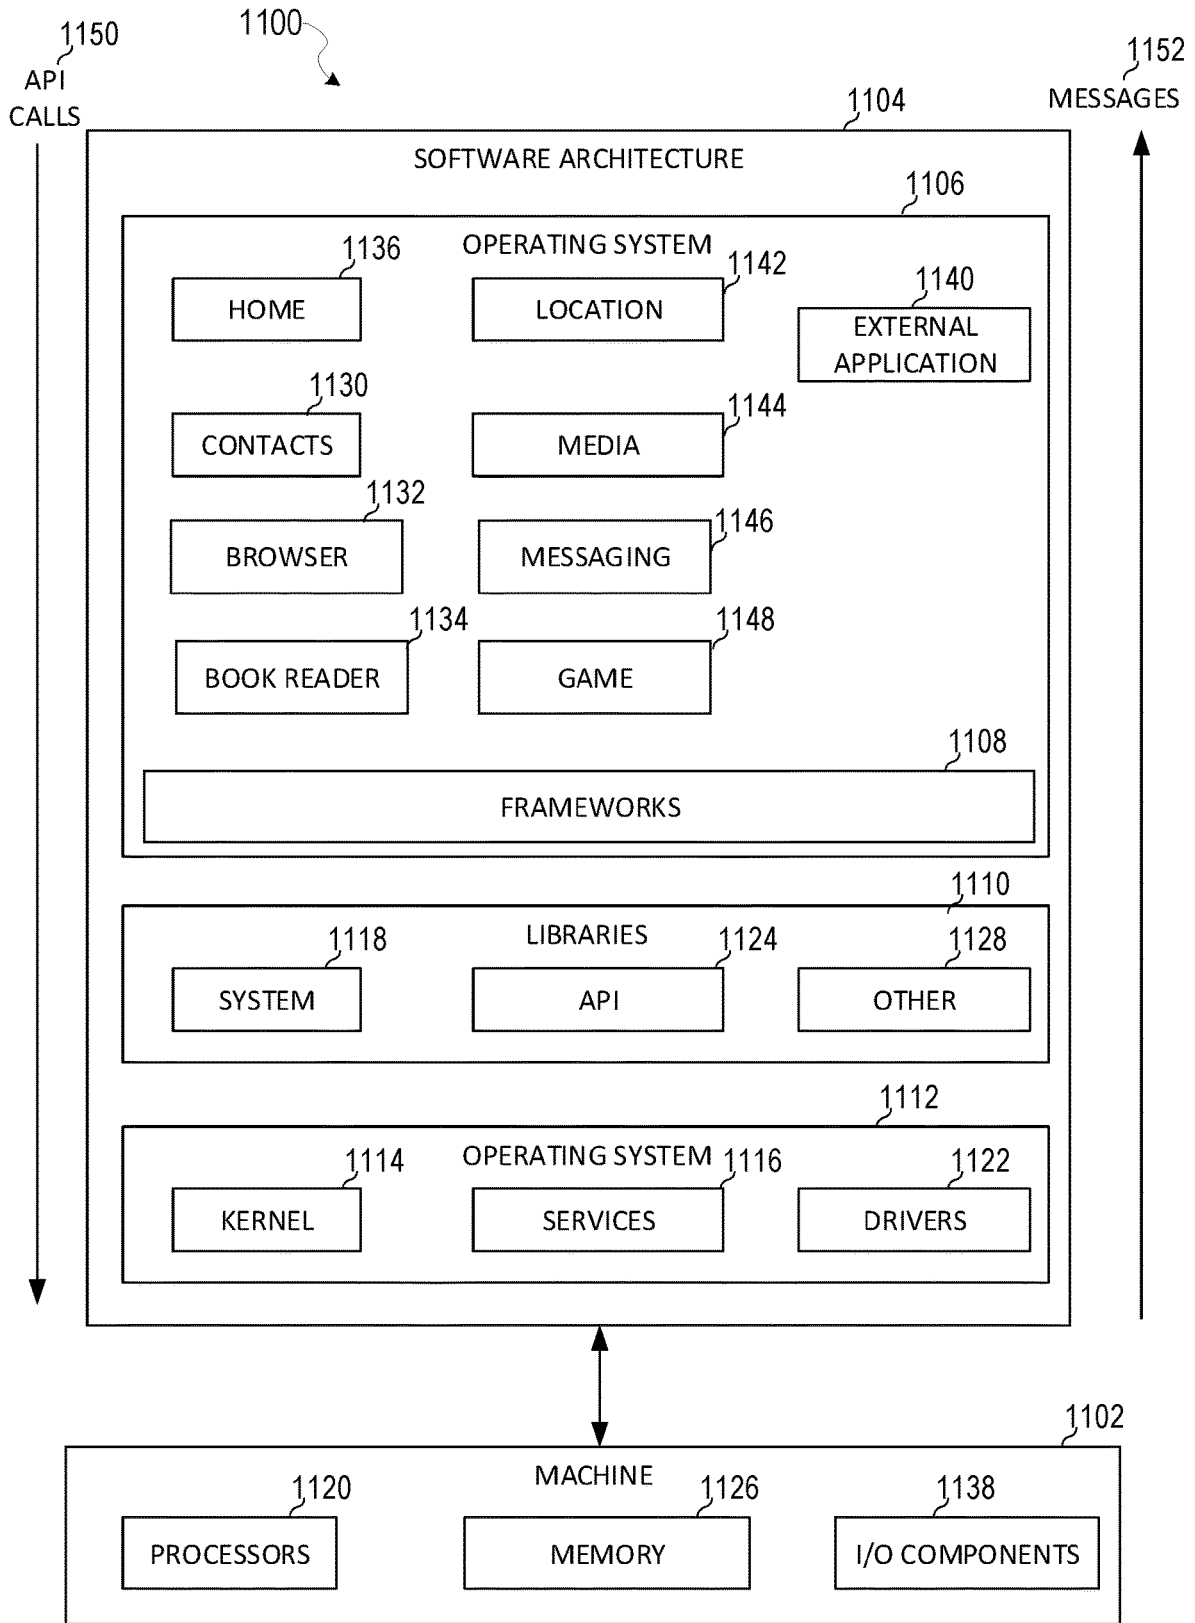 1100
1150
API
CALLS
1152
MESSAGES
1104
SOFTWARE ARCHITECTURE
1106
OPERATING SYSTEM
1136
HOME
1142
LOCATION
1140
EXTERNAL
APPLICATION
1130
CONTACTS
1144
MEDIA
1132
BROWSER
1146
MESSAGING
1134
BOOK READER
1148
GAME
1108
FRAMEWORKS
1110
LIBRARIES
1118
SYSTEM
1124
API
1128
OTHER
1112
OPERATING SYSTEM
1114
KERNEL
1116
SERVICES
1122
DRIVERS
1102
MACHINE
1120
PROCESSORS
1126
MEMORY
1138
I/O COMPONENTS